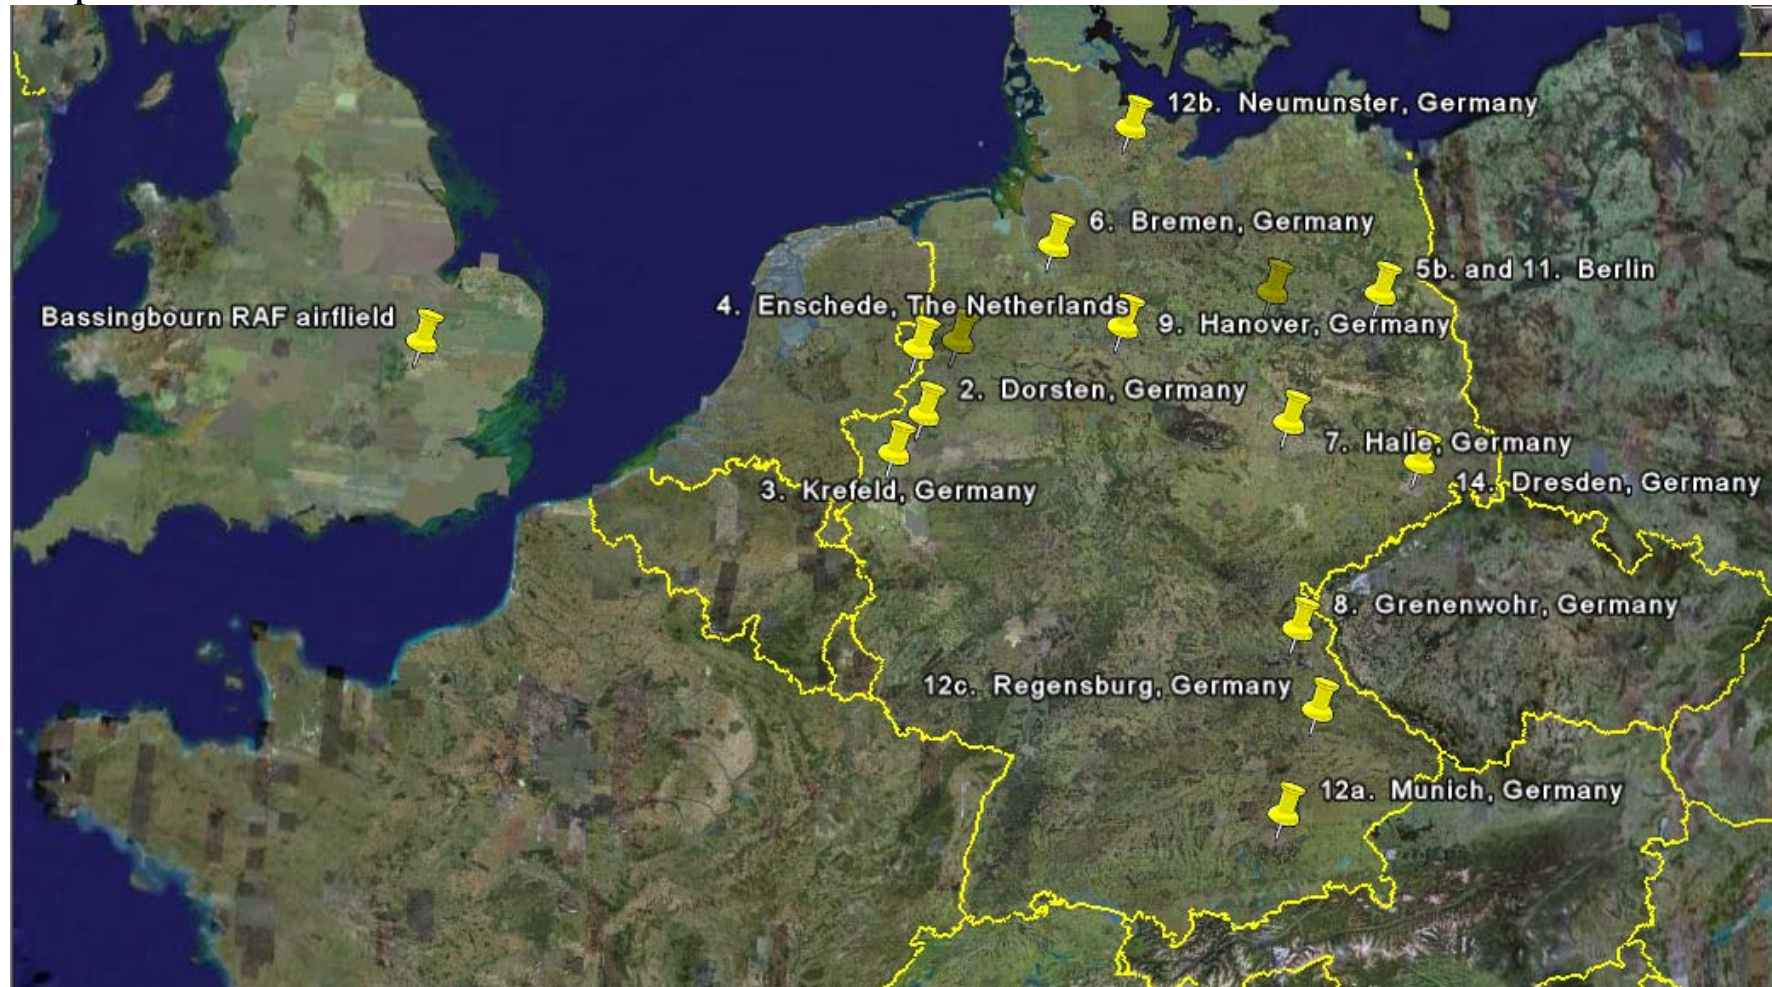 12b. Neumunster, Germany
6. Bremen, Germany
5b. and 11. Berlin
4. Enschede, The Netherlands
Bassingbourn RAF airflield
9. Hanover, Germany
2. Dorsten, Germany
7. Halle, Germany
14. Dresden, Germany
3. Krefeld, Germany
8. Grenenwohr, Germany
12c. Regensburg, Germany
12a. Munich, Germany